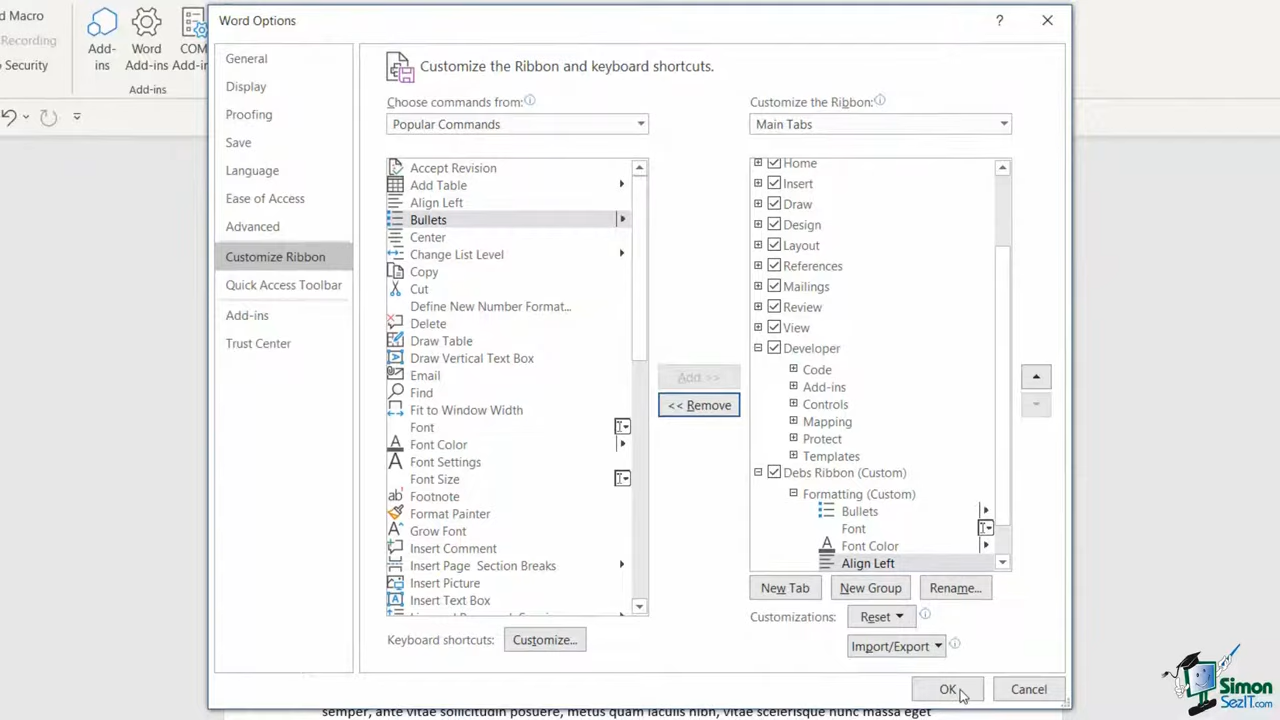 d Macro
Recording
Security
Add-
ins
Word
Add-ins
COM
Add-in
Add-ins
Word Options
?
General
Display
Proofing
Save
Language
Ease of Access
Advanced
Customize Ribbon
Quick Access Toolbar
Add-ins
Trust Center
Customize the Ribbon and keyboard shortcuts.
Choose commands from:
Popular Commands
Accept Revision
Add Table
Align Left
Bullets
Center
Change List Level
Copy
Cut
Define New Number Format...
Delete
Draw Table
Draw Vertical Text Box
Email
Find
Fit to Window Width
Font
Font Color
Font Settings
Font Size
Footnote
Format Painter
Grow Font
Insert Comment
Insert Page Section Breaks
Insert Picture
Insert Text Box
Keyboard shortcuts: Customize...
Add >>
<< Remove
Customize the Ribbon:
Main Tabs
Home
Insert
Draw
Design
Layout
References
Mailings
Review
View
Developer
Code
Add-ins
Controls
Mapping
Protect
Templates
Debs Ribbon (Custom)
Formatting (Custom)
Bullets
Font
Font Color
Align Left
New Tab New Group Rename...
Customizations: Reset
Import/Export
OK Cancel
semper, ante vitae sollicitudin posuere, metus quam iaculis nibh, vitae scelerisque nunc massa eget
Simon
SezIT.com